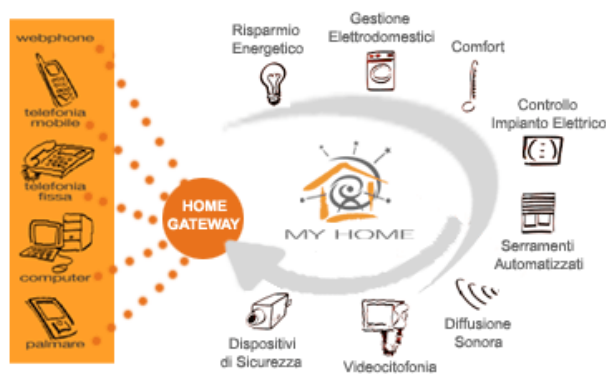 webphone
telefonia
mobile
telefonia
fissa
computer
palmare
HOME
GATEWAY
MY HOME
Risparmio
Energetico
Gestione
Elettrodomestici
Comfort
Controllo
Impianto Elettrico
Serramenti
Automatizzati
Diffusione
Sonora
Videocitofonia
Dispositivi
di Sicurezza